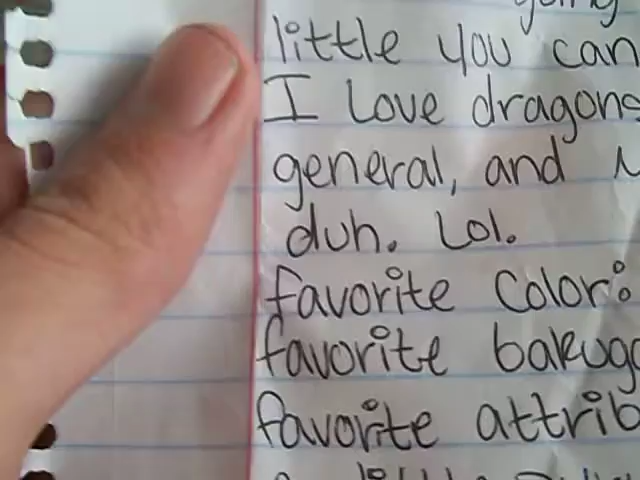 little you can
I Love dragons
general, and
duh. Lol.
favorite color:
favorite bakug
favorite attrib